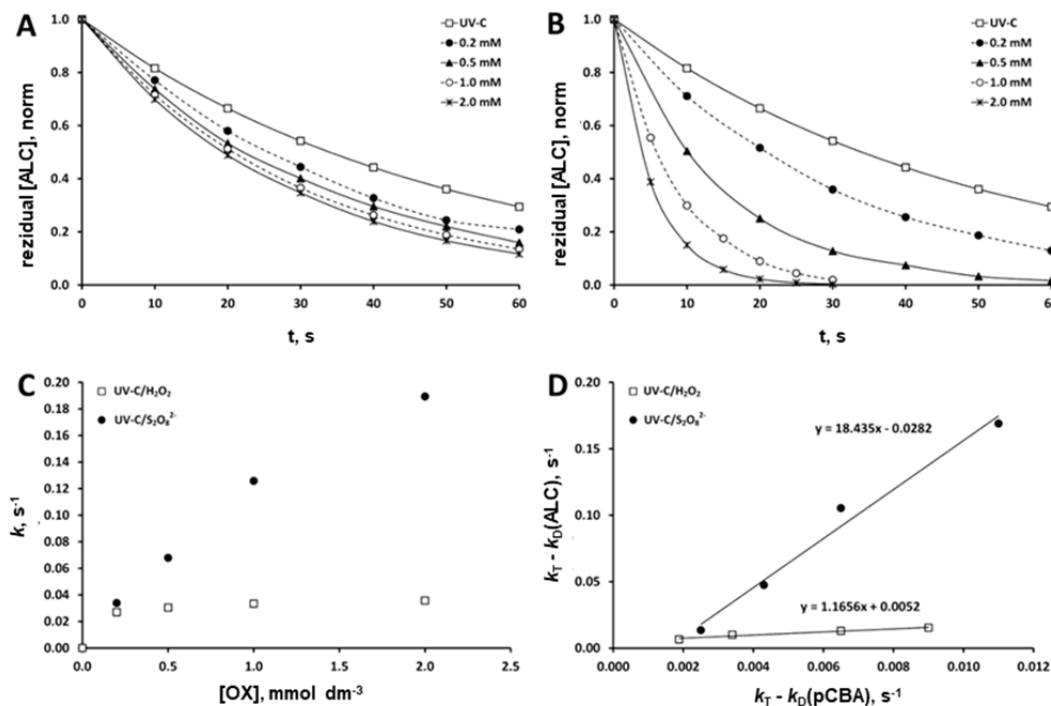 A
1.0
0.8
0.6
0.4
0.2
0.0
0
10
20
30
40
50
60
rezidual [ALC], norm
t, s
UV-C
0.2 mM
0.5 mM
1.0 mM
2.0 mM
B
1.0
0.8
0.6
0.4
0.2
0.0
0
10
20
30
40
50
6
rezidual [ALC], norm
t, s
UV-C
0.2 mM
0.5 mM
1.0 mM
2.0 mM
C
0.20
0.18
0.16
0.14
0.12
0.10
0.08
0.06
0.04
0.02
0.00
0.0
0.5
1.0
1.5
2.0
2.5
k, s⁻¹
[OX], mmol dm⁻³
UV-C/H₂O₂
UV-C/S₂O₈²⁻
D
0.20
0.15
0.10
0.05
0.00
0.000
0.002
0.004
0.006
0.008
0.010
0.012
k_T - k_D(ALC), s⁻¹
k_T - k_D(pCBA), s⁻¹
UV-C/H₂O₂
UV-C/S₂O₈²⁻
y = 18.435x - 0.0282
y = 1.1656x + 0.0052